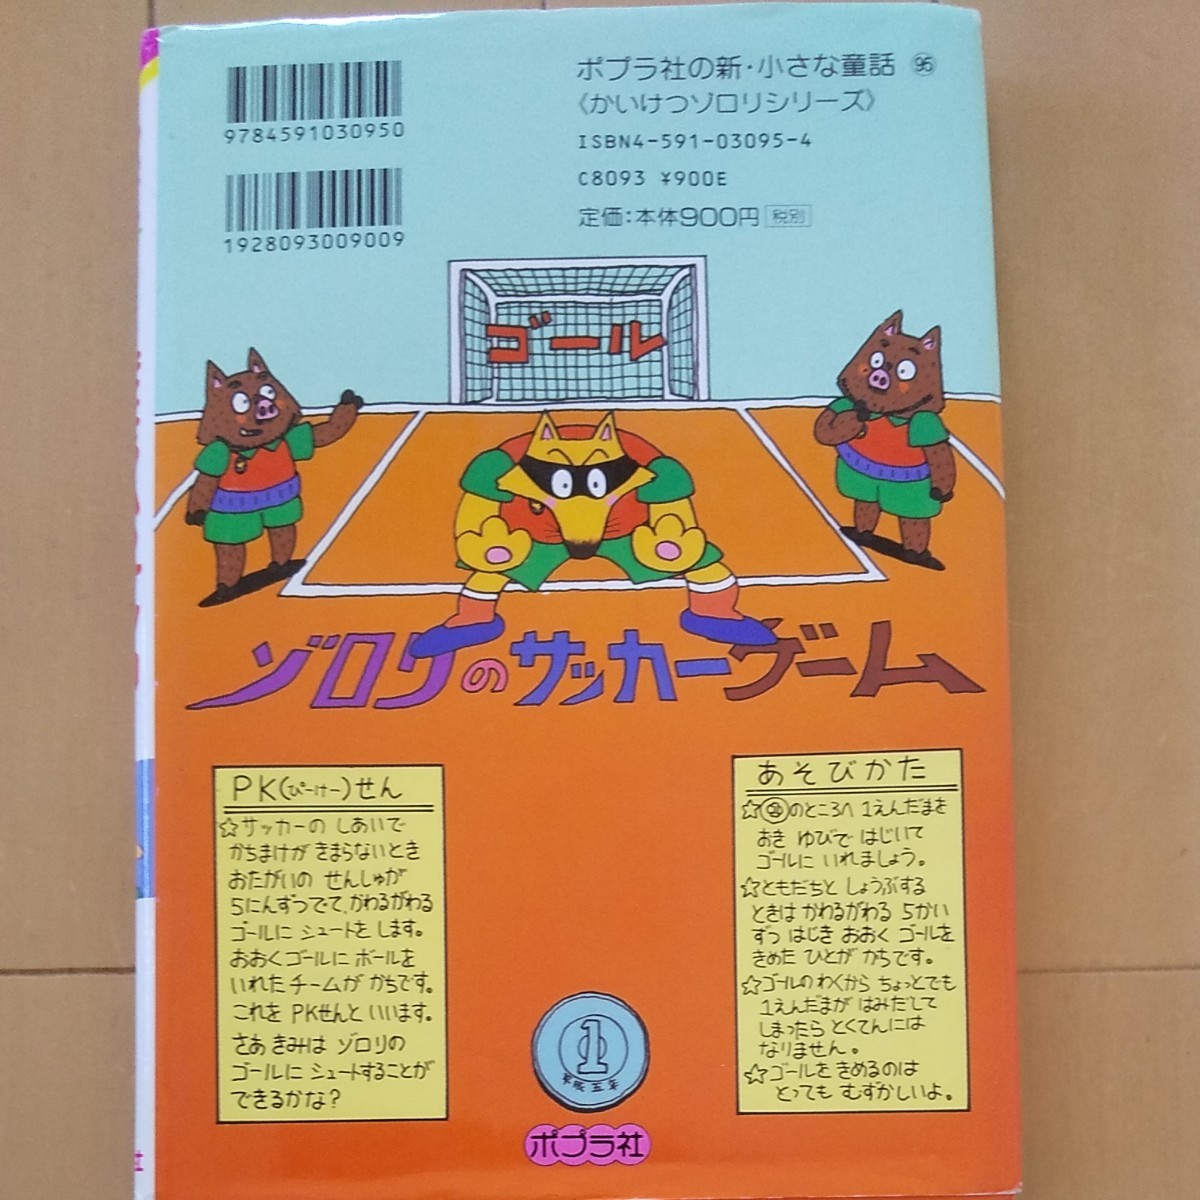 9784591030950
1928093009009
ポプラ社の新・小さな童話 95
《かいけつゾロリシリーズ》
ISBN4-591-03095-4
C8093 ¥900E
定価:本体900円 税別
ゴール
ゾロリのサッカーゲーム
PK(ぴーけー)せん
☆サッカーの しあいで
かちまけが きまらないとき
おたがいの せんしゅが
5にんずつでて、かわるがわる
ゴールに シュートを します。
おおくゴールに ボールを
いれたチームが かちです。
これを PKせんと いいます。
さあ きみは ゾロリの
ゴールに シュートすることが
できるかな?
あそびかた
☆のところへ 1えんだまを
おき ゆびで はじいて
ゴールに いれましょう。
☆ともだちと しょうぶする
ときは かわるがわる 5かい
ずつ はじき おおく ゴールを
きめた ひとが かちです。
☆ゴールのわくから ちょっとでも
1えんだまが はみだして
しまったら とくてんには
なりません。
☆ゴールを きめるのは
とっても むずかしいよ。
1
平成五年
ポプラ社
社